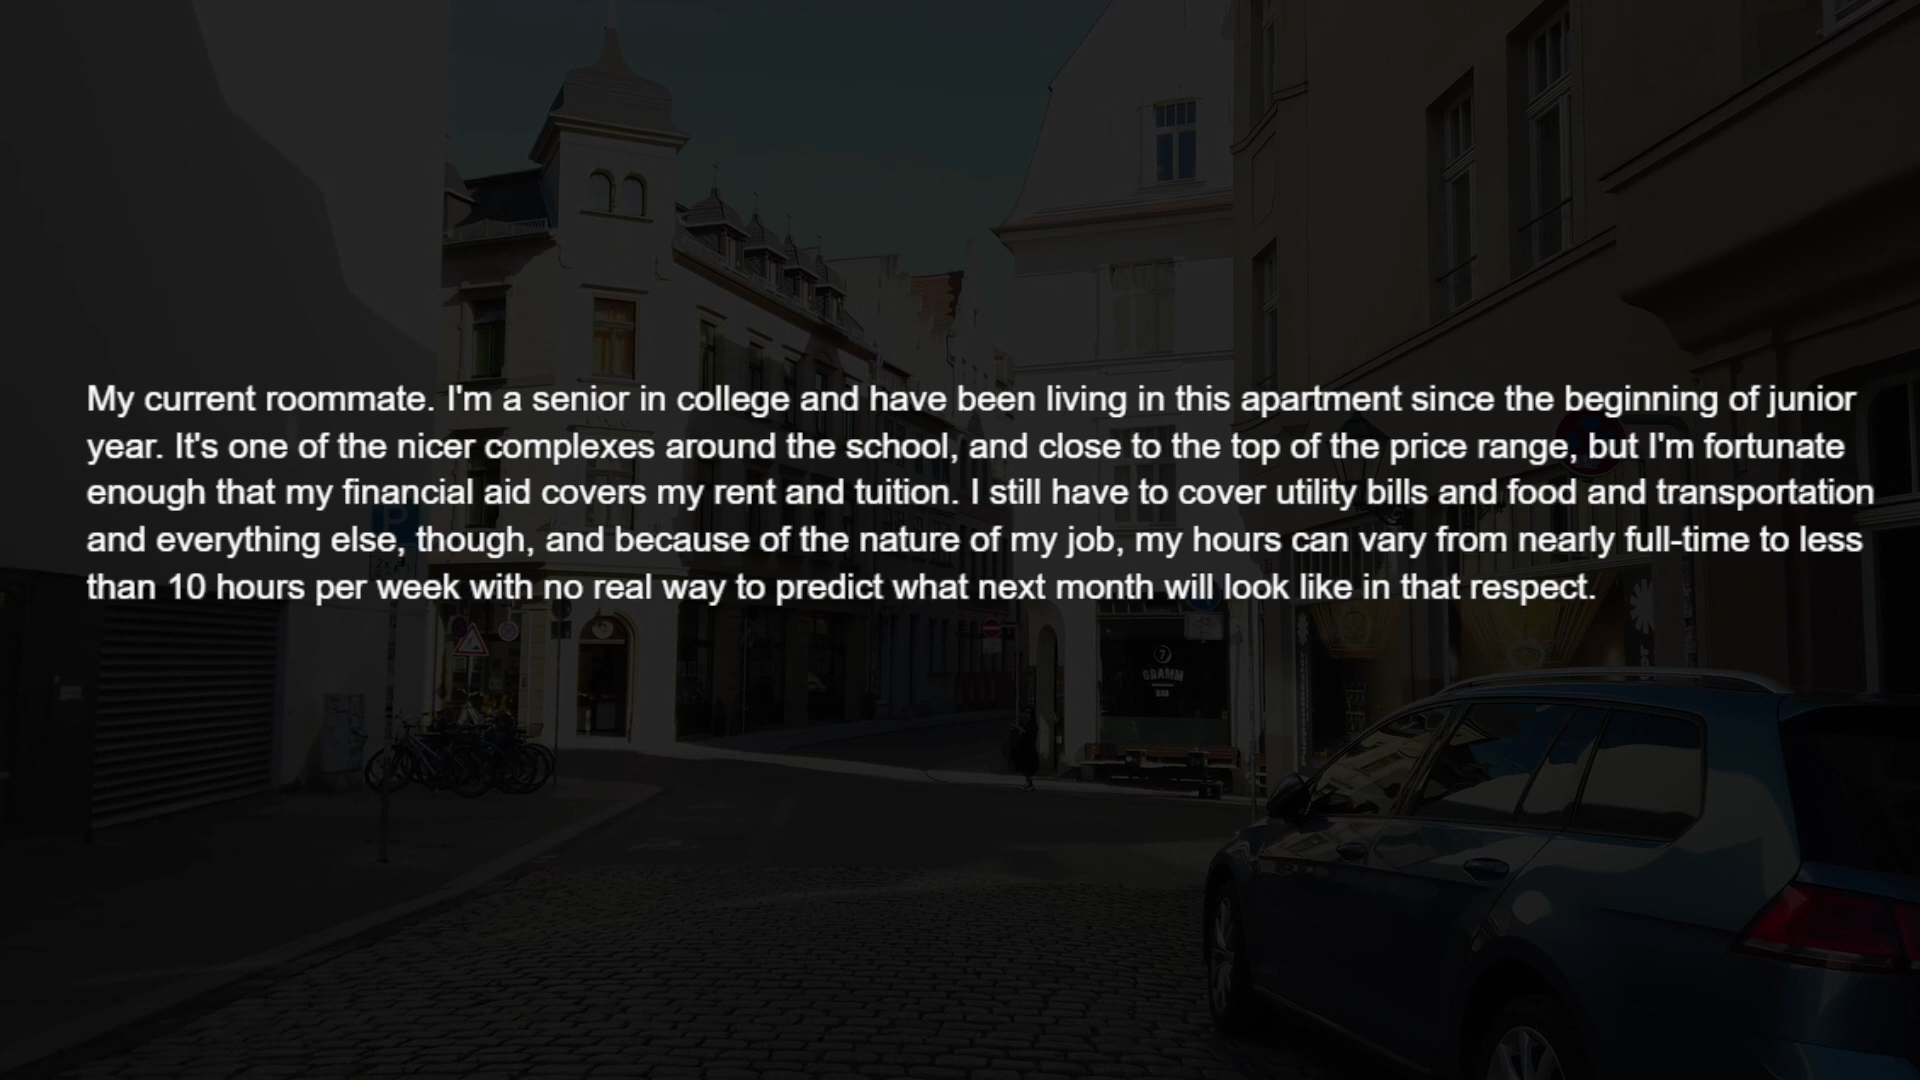 My current roommate. I'm a senior in college and have been living in this apartment since the beginning of junior
year. It's one of the nicer complexes around the school, and close to the top of the price range, but I'm fortunate
enough that my financial aid covers my rent and tuition. I still have to cover utility bills and food and transportation
and everything else, though, and because of the nature of my job, my hours can vary from nearly full-time to less
than 10 hours per week with no real way to predict what next month will look like in that respect.
P
7
GRAMM
BAR